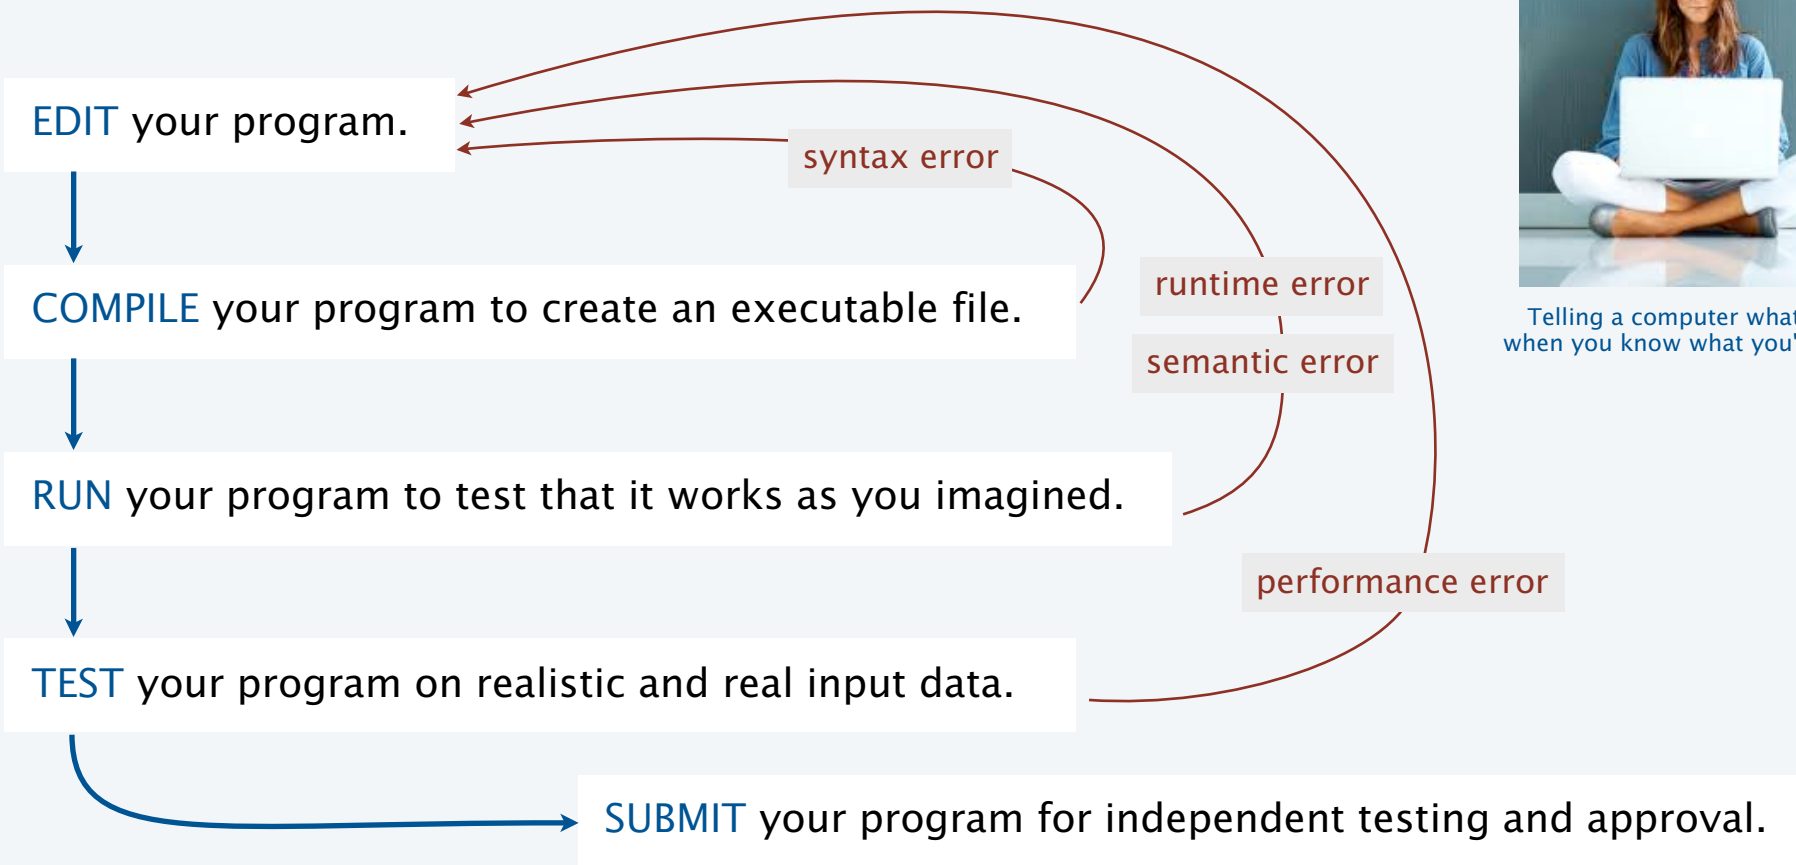 EDIT your program.
syntax error
COMPILE your program to create an executable file.
runtime error
semantic error
Telling a computer what
when you know what you'
RUN your program to test that it works as you imagined.
performance error
TEST your program on realistic and real input data.
SUBMIT your program for independent testing and approval.